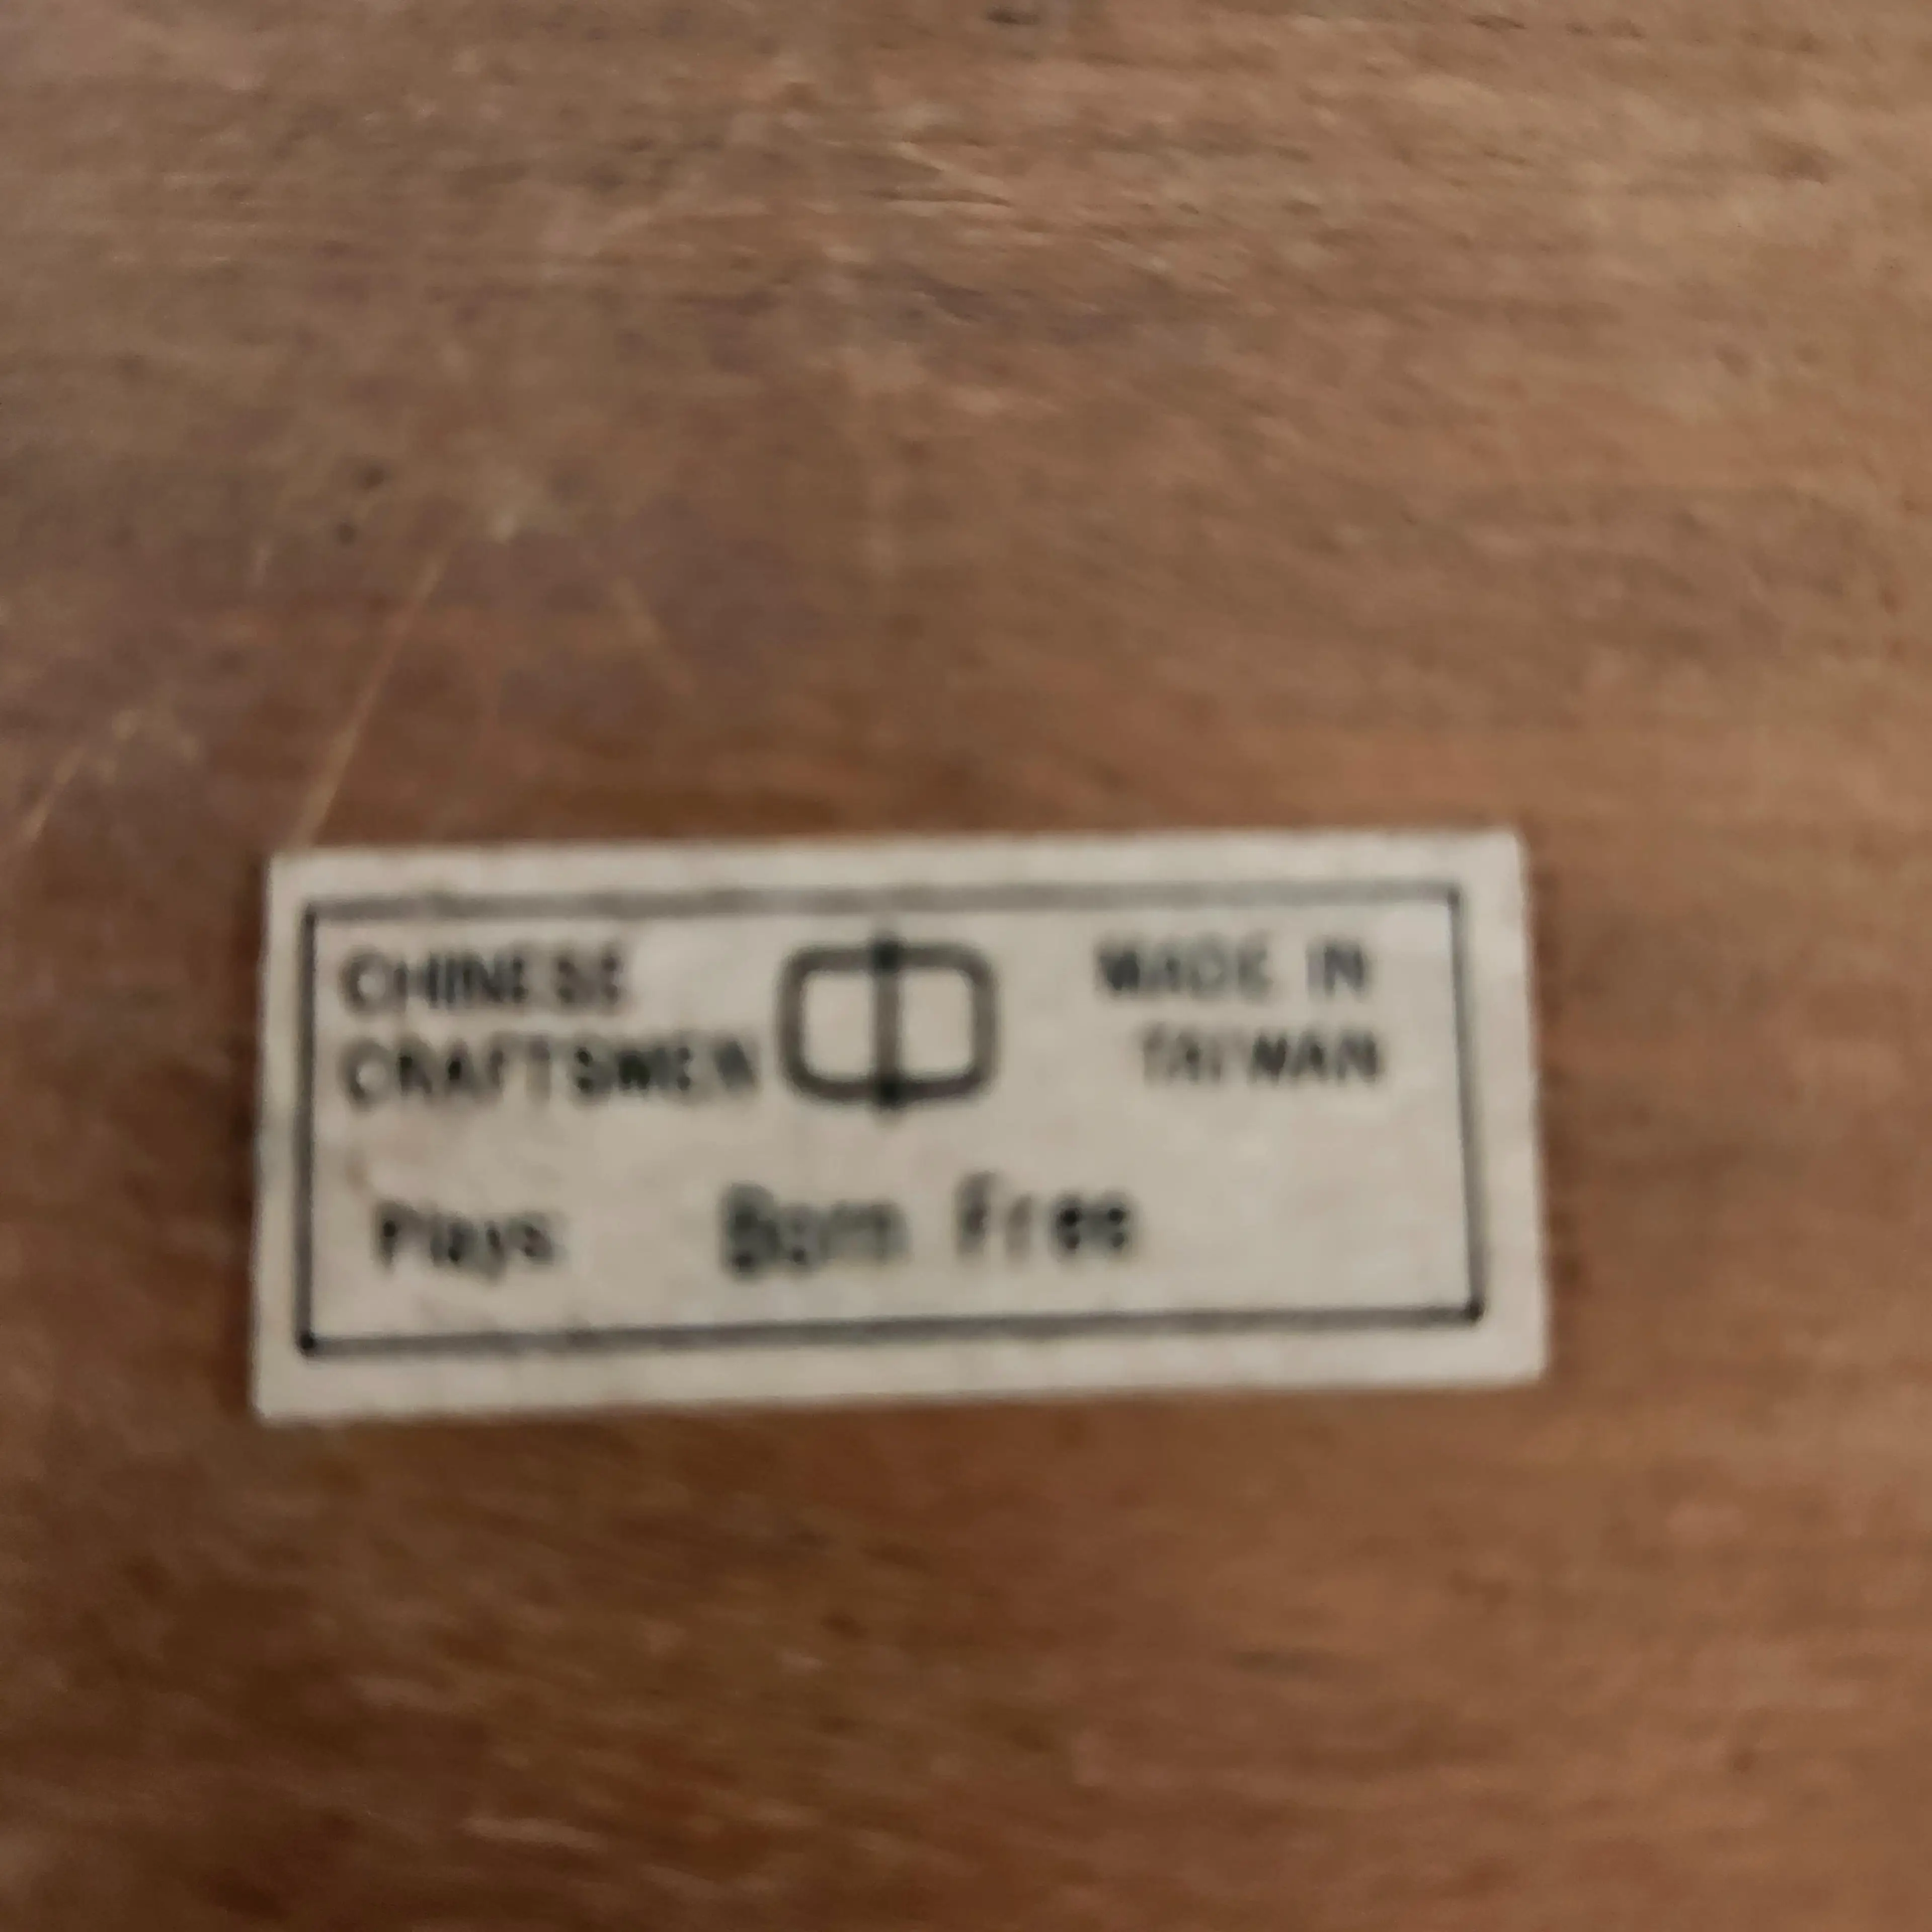 CHINESE
CRAFTSMEN
MADE IN
TAIWAN
Plays: Born Free